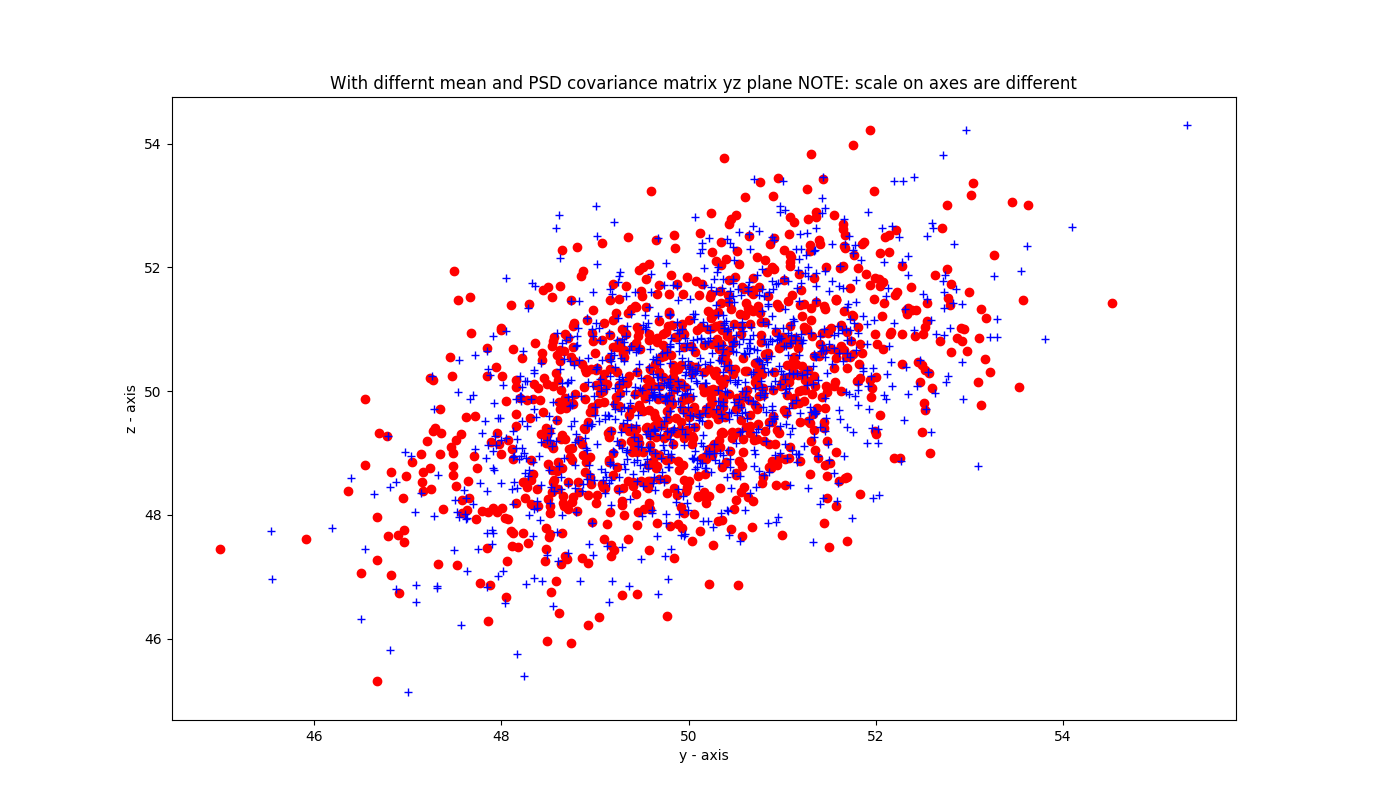 With differnt mean and PSD covariance matrix yz plane NOTE: scale on axes are different
54
52
50
48
46
z - axis
46 48 50 52 54
y - axis